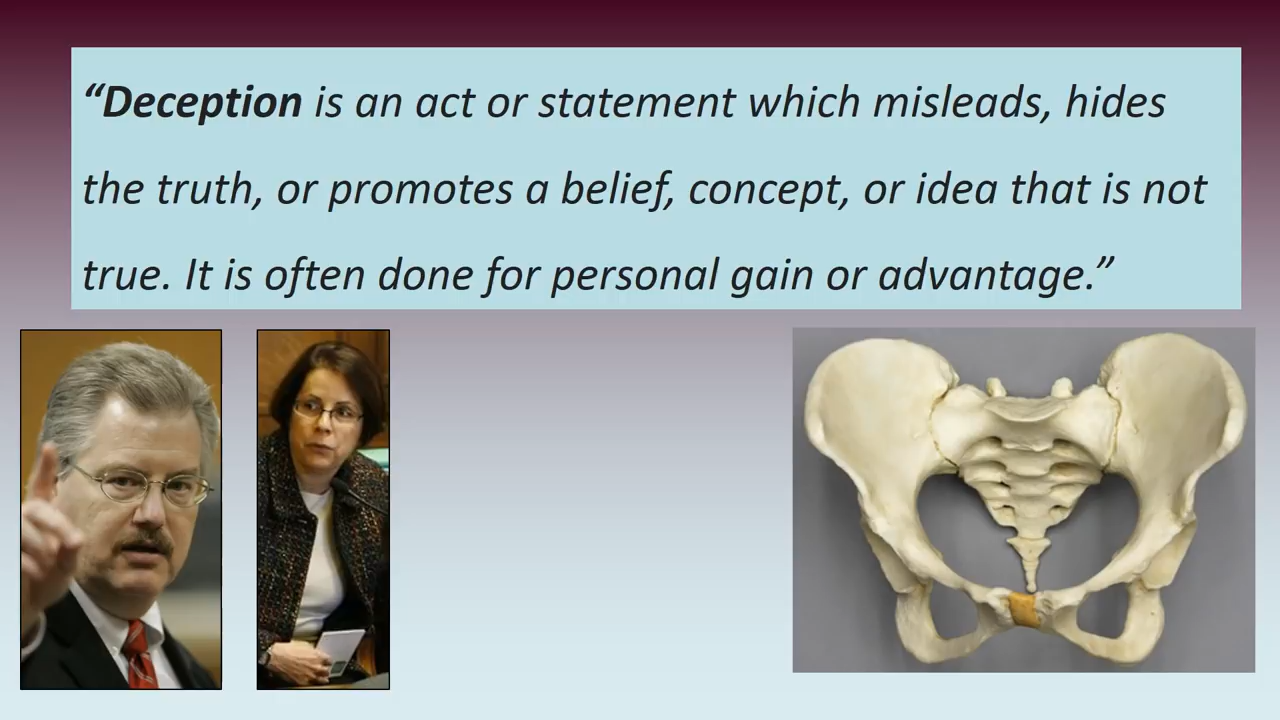 “Deception is an act or statement which misleads, hides
the truth, or promotes a belief, concept, or idea that is not
true. It is often done for personal gain or advantage.”